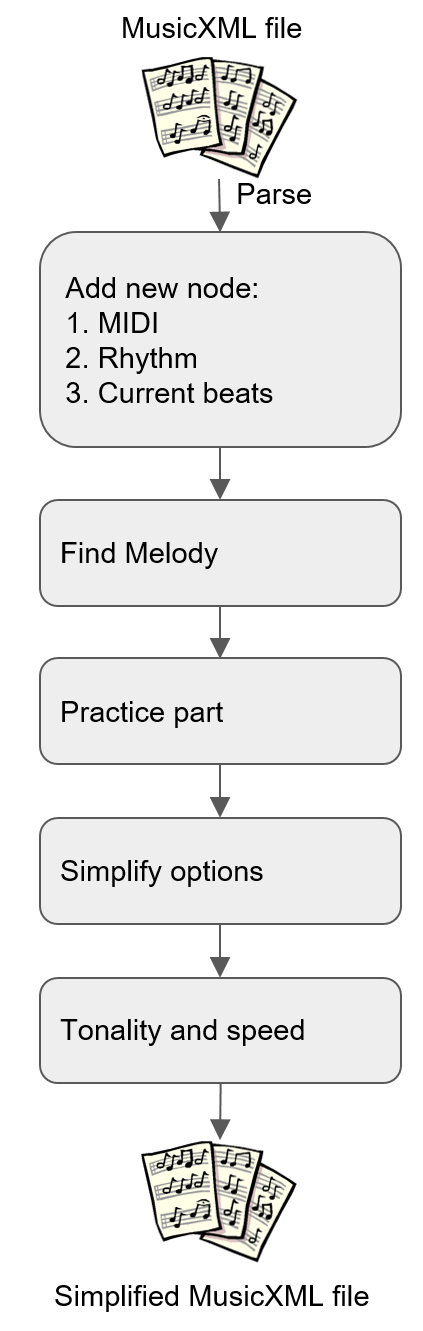 MusicXML file
Parse
Add new node:
1. MIDI
2. Rhythm
3. Current beats
Find Melody
Practice part
Simplify options
Tonality and speed
Simplified MusicXML file